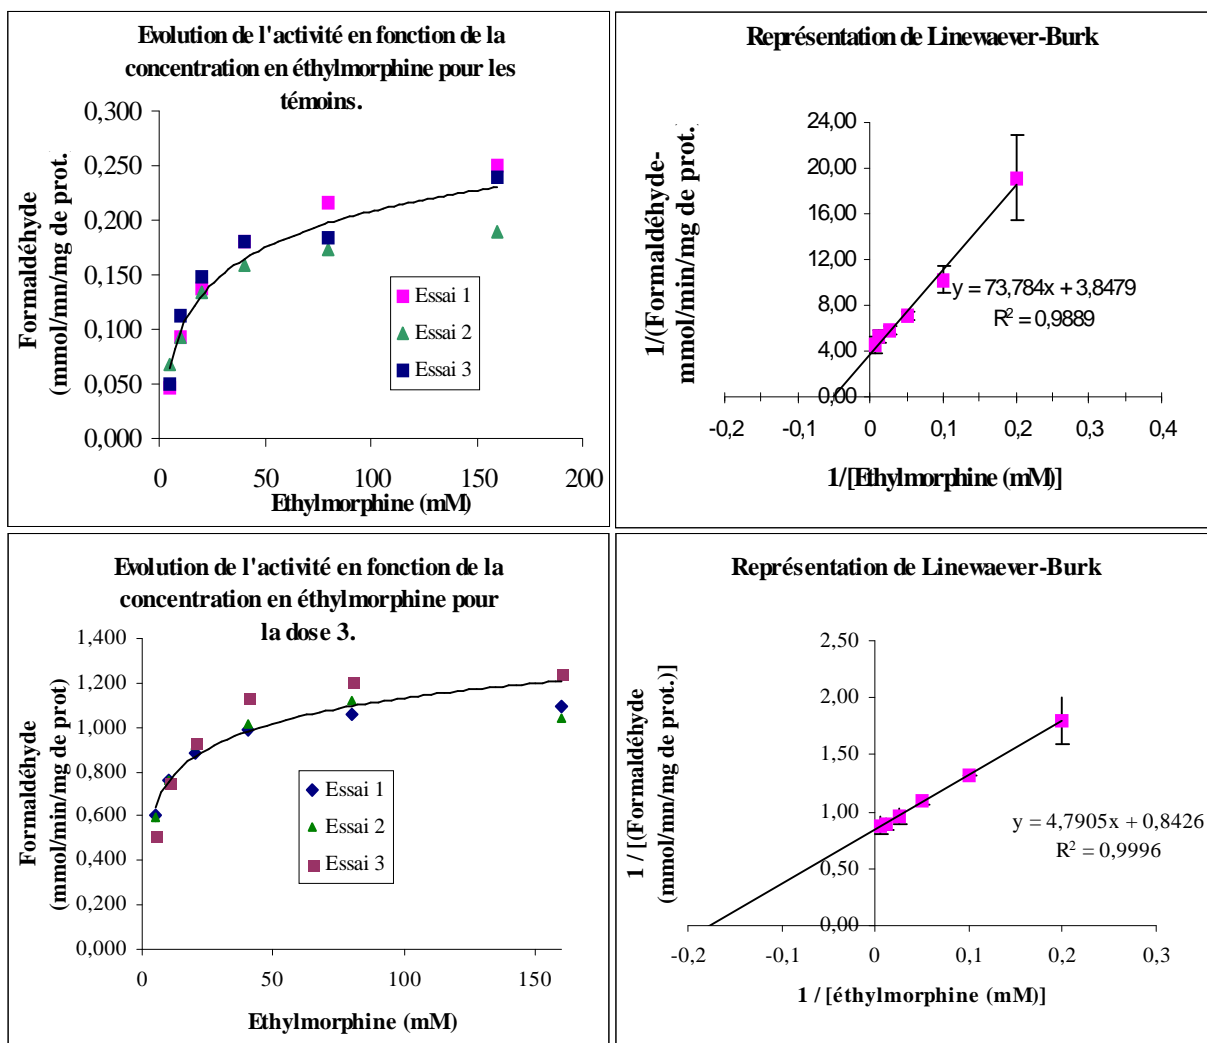 Evolution de l'activité en fonction de la
concentration en éthylmorphine pour les
témoins.
0,300
0,250
0,200
0,150
0,100
0,050
0,000
Formaldéhyde
(mmol/mn/mg de prot.
Essai 1
Essai 2
Essai 3
0
50
100
150
200
Ethylmorphine (mM)
Représentation de Linewaever-Burk
24,00
20,00
16,00
12,00
8,00
4,00
0,00
1/(Formaldéhyde-
mmol/min/mg de prot.)
y = 73,784x + 3,8479
R² = 0,9889
-0,2
-0,1
0
0,1
0,2
0,3
0,4
1/[Ethylmorphine (mM)]
Evolution de l'activité en fonction de la
concentration en éthylmorphine pour
la dose 3.
1,400
1,200
1,000
0,800
0,600
0,400
0,200
0,000
Formaldéhyde
(mmol/min/mg de prot)
Essai 1
Essai 2
Essai 3
0
50
100
150
Ethylmorphine (mM)
Représentation de Linewaever-Burk
2,50
2,00
1,50
1,00
0,50
0,00
1 / [(Formaldéhyde
(mmol/mn/mg de prot.)]
y = 4,7905x + 0,8426
R² = 0,9996
-0,2
-0,1
0
0,1
0,2
0,3
1 / [éthylmorphine (mM)]